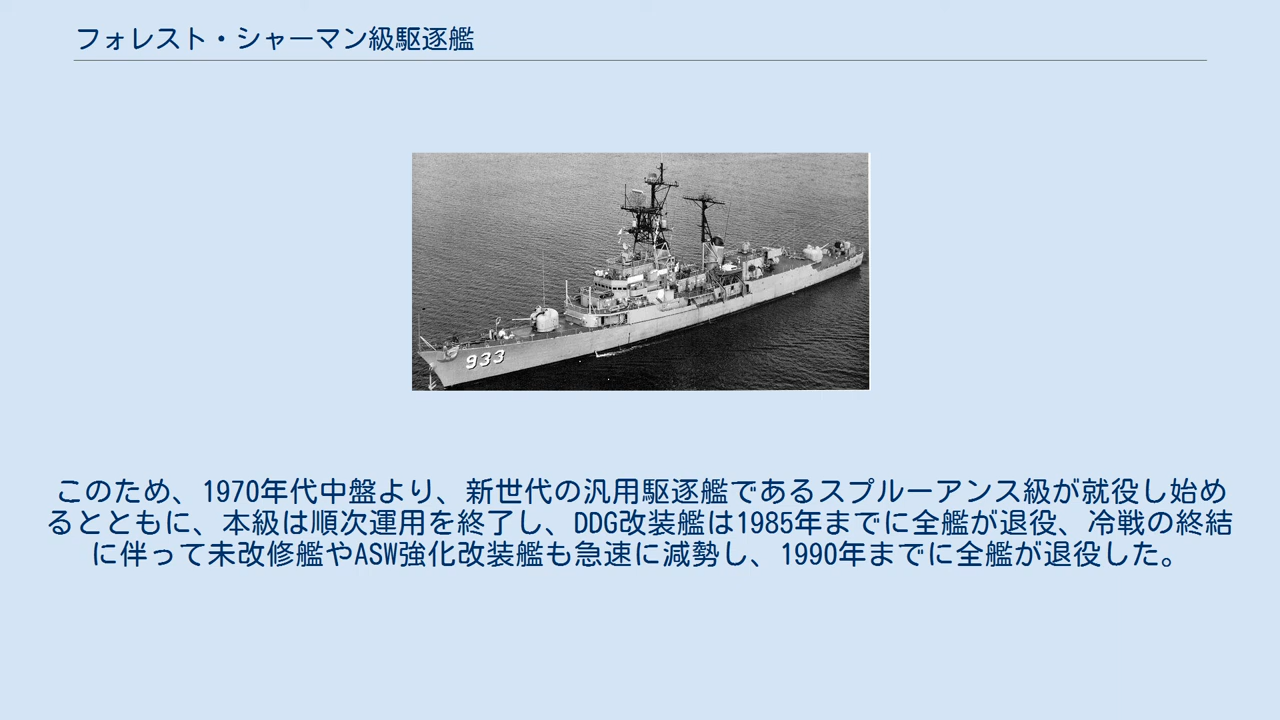 フォレスト・シャーマン級駆逐艦
933
このため、1970年代中盤より、新世代の汎用駆逐艦であるスプルーアンス級が就役し始め
るとともに、本級は順次運用を終了し、DDG改装艦は1985年までに全艦が退役、冷戦の終結
に伴って未改修艦やASW強化改装艦も急速に減勢し、1990年までに全艦が退役した。